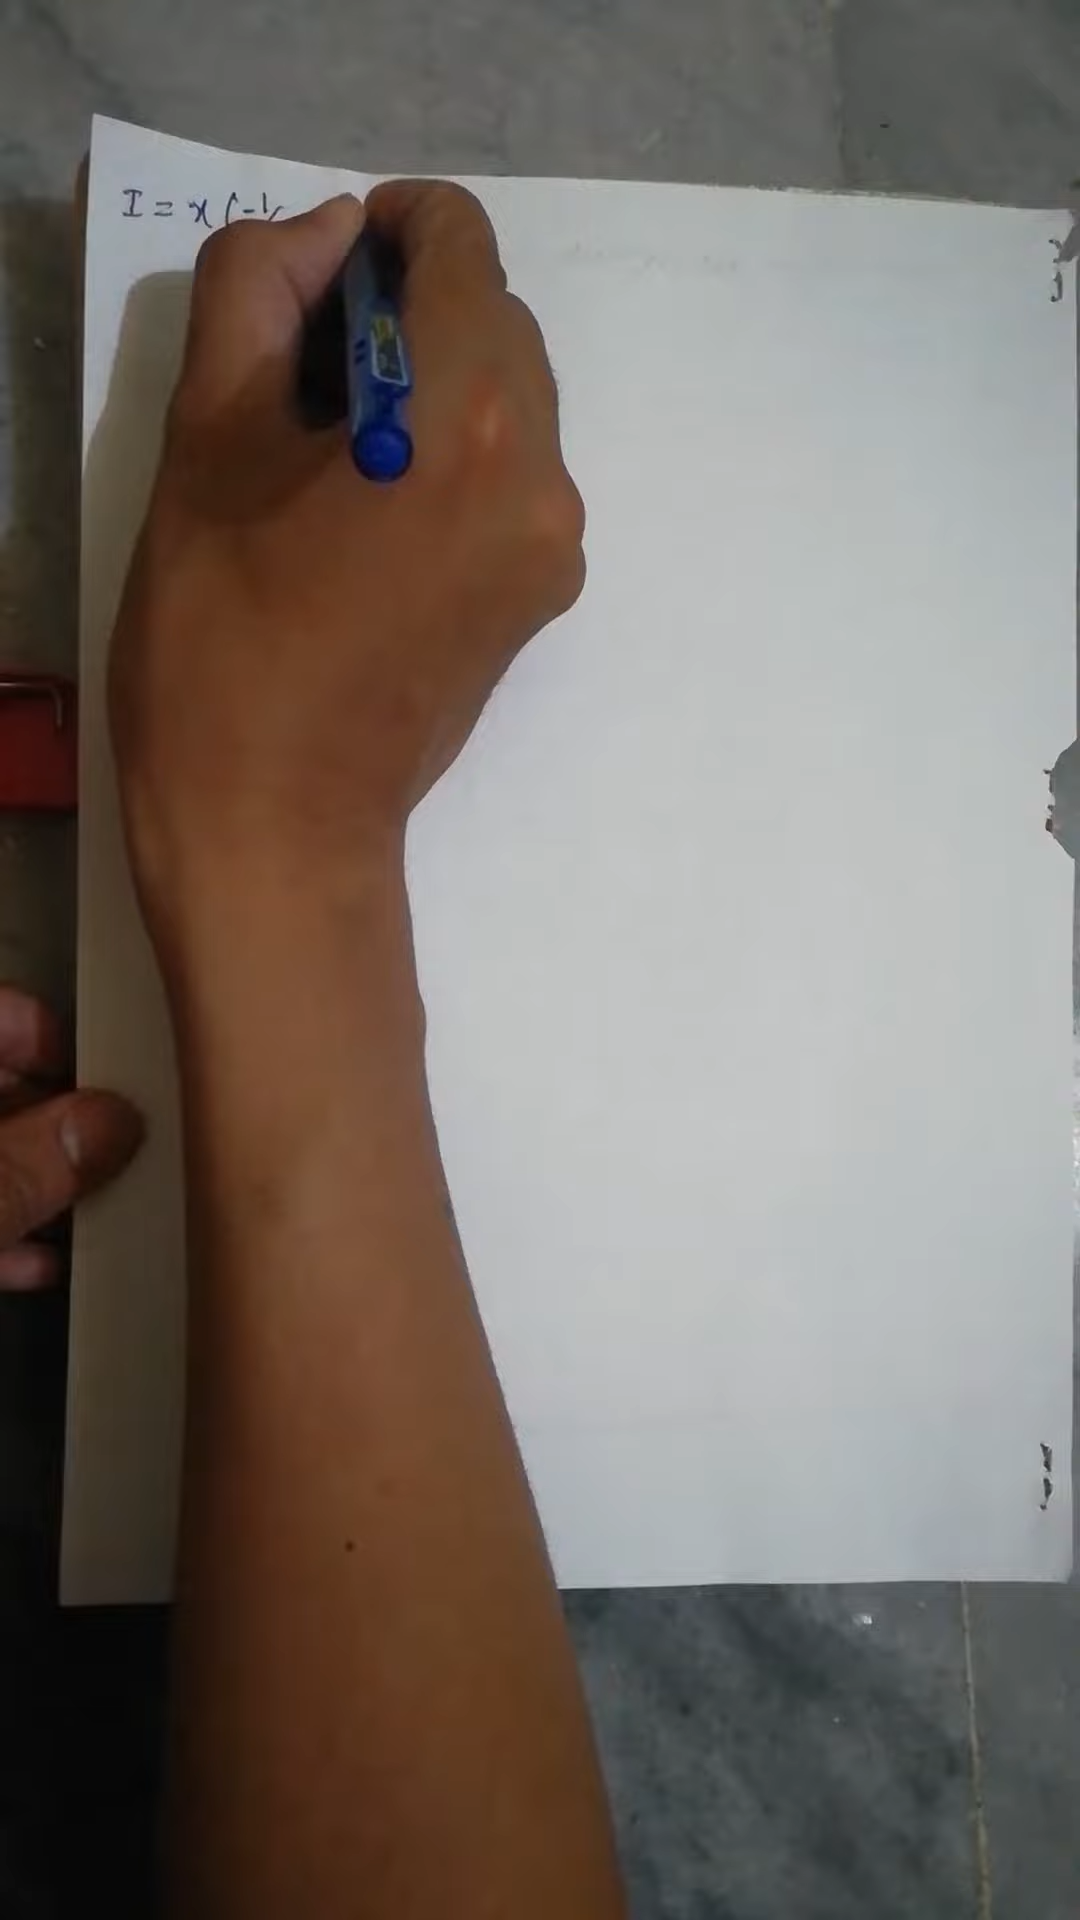 I = x (-1/